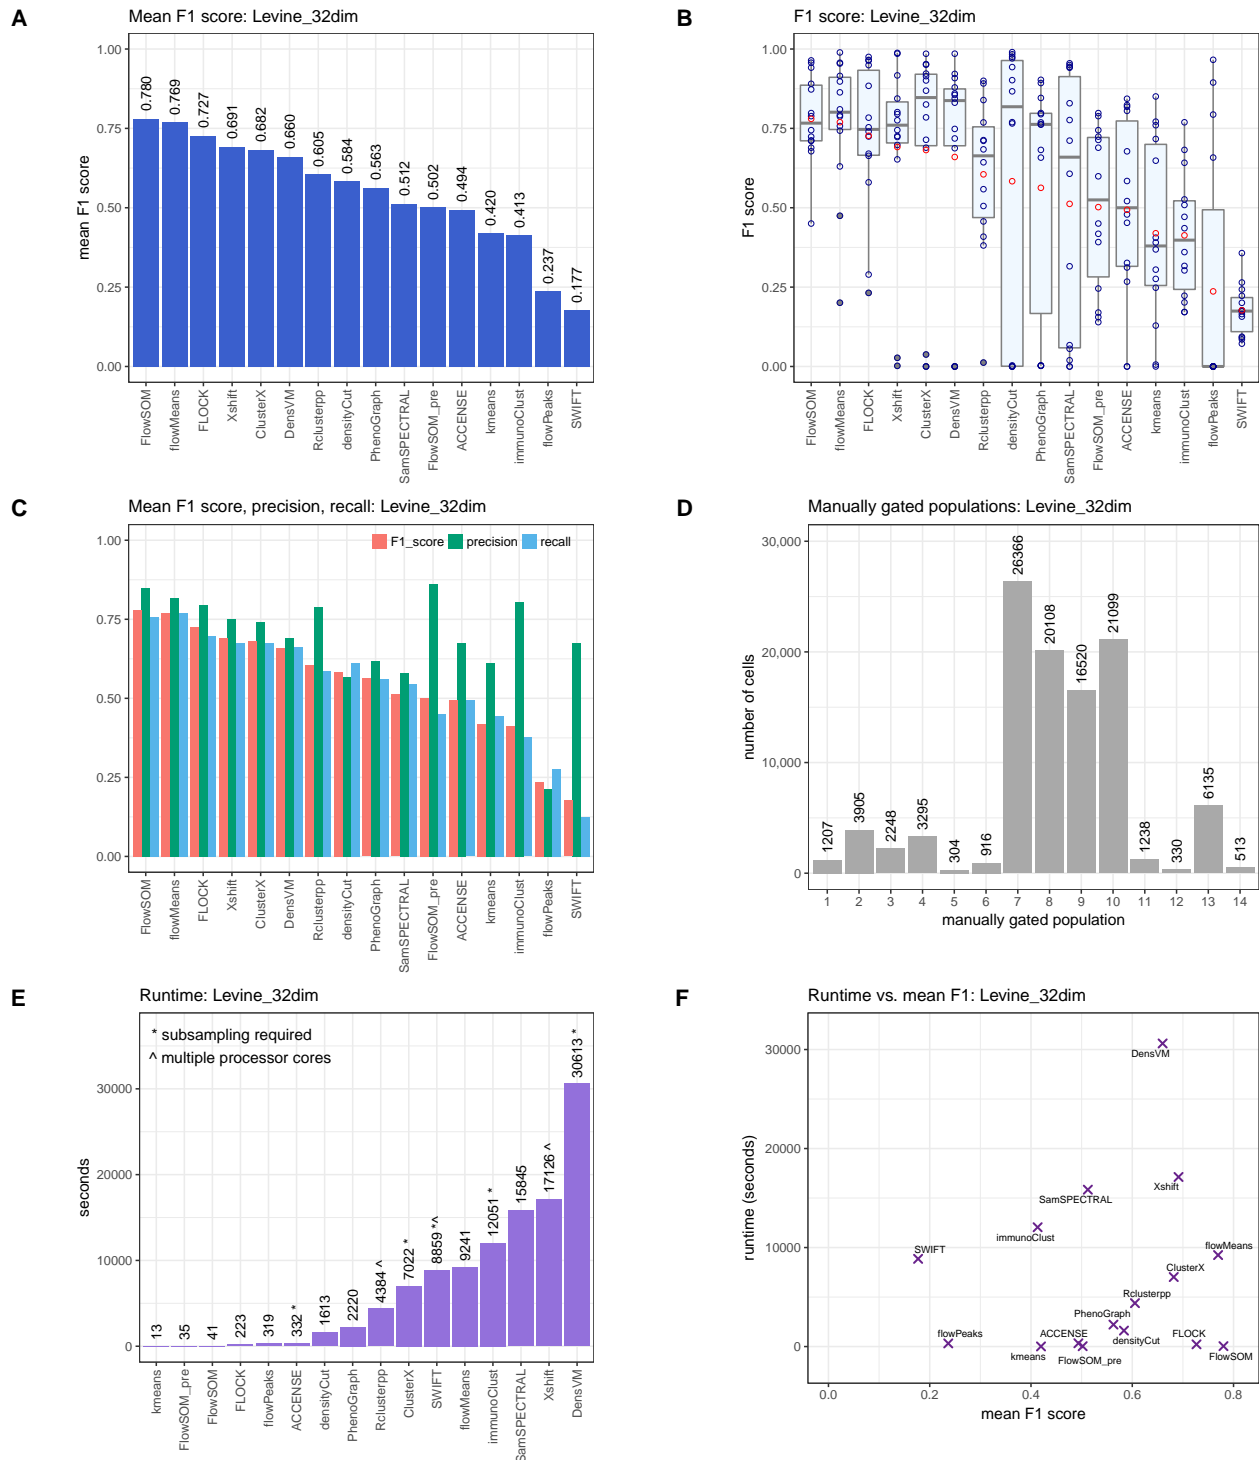 A
Mean F1 score: Levine_32dim
mean F1 score
1.00
0.75
0.50
0.25
0.00
0.780
0.769
0.727
0.691
0.682
0.660
0.605
0.584
0.563
0.512
0.502
0.494
0.420
0.413
0.237
0.177
FlowSOM
flowMeans
FLOCK
Xshift
ClusterX
DensVM
Rclusterpp
densityCut
PhenoGraph
SamSPECTRAL
FlowSOM_pre
ACCENSE
kmeans
immunoClust
flowPeaks
SWIFT
B
F1 score: Levine_32dim
F1 score
1.00
0.75
0.50
0.25
0.00
FlowSOM
flowMeans
FLOCK
Xshift
ClusterX
DensVM
Rclusterpp
densityCut
PhenoGraph
SamSPECTRAL
FlowSOM_pre
ACCENSE
kmeans
immunoClust
flowPeaks
SWIFT
C
Mean F1 score, precision, recall: Levine_32dim
F1_score precision recall
1.00
0.75
0.50
0.25
0.00
FlowSOM
flowMeans
FLOCK
Xshift
ClusterX
DensVM
Rclusterpp
densityCut
PhenoGraph
SamSPECTRAL
FlowSOM_pre
ACCENSE
kmeans
immunoClust
flowPeaks
SWIFT
D
Manually gated populations: Levine_32dim
number of cells
30,000
20,000
10,000
0
1207
3905
2248
3295
304
916
26366
20108
16520
21099
1238
330
6135
513
1 2 3 4 5 6 7 8 9 10 11 12 13 14
manually gated population
E
Runtime: Levine_32dim
* subsampling required
^ multiple processor cores
seconds
30000
20000
10000
0
13
35
41
223
319
332 *
1613
2220
4384 ^
7022 *
8859 *^
9241
12051 *
15845
17126 ^
30613 *
kmeans
FlowSOM_pre
FlowSOM
FLOCK
flowPeaks
ACCENSE
densityCut
PhenoGraph
Rclusterpp
ClusterX
SWIFT
flowMeans
immunoClust
SamSPECTRAL
Xshift
DensVM
F
Runtime vs. mean F1: Levine_32dim
runtime (seconds)
30000
20000
10000
0
DensVM
Xshift
SamSPECTRAL
immunoClust
SWIFT
flowMeans
ClusterX
Rclusterpp
PhenoGraph
densityCut
flowPeaks
ACCENSE
kmeans
FlowSOM_pre
FLOCK
FlowSOM
0.0 0.2 0.4 0.6 0.8
mean F1 score